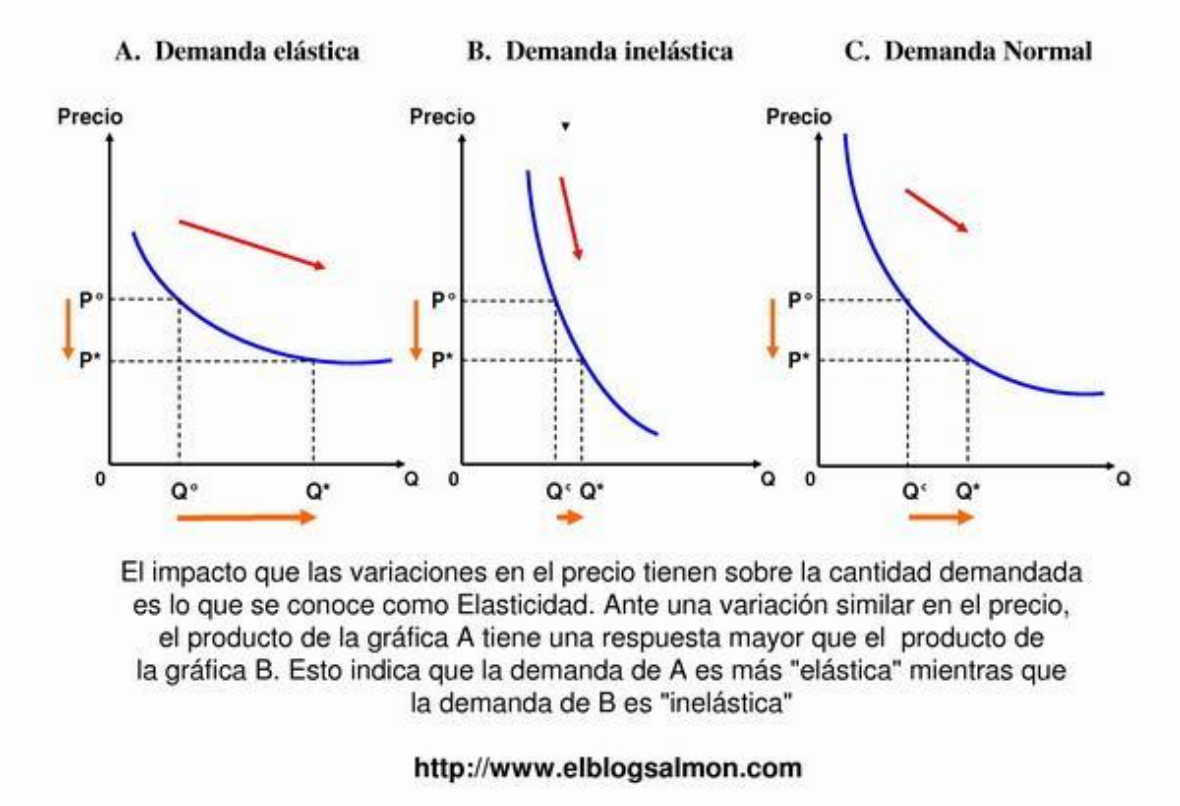 A. Demanda elástica
B. Demanda inelástica
C. Demanda Normal
Precio
P°
P*
0
Q°
Q*
Q
Precio
P°
P*
0
Q‘
Q*
Q
Precio
P°
P*
0
Q‘
Q*
Q
El impacto que las variaciones en el precio tienen sobre la cantidad demandada
es lo que se conoce como Elasticidad. Ante una variación similar en el precio,
el producto de la gráfica A tiene una respuesta mayor que el producto de
la gráfica B. Esto indica que la demanda de A es más "elástica" mientras que
la demanda de B es "inelástica"
http://www.elblogsalmon.com